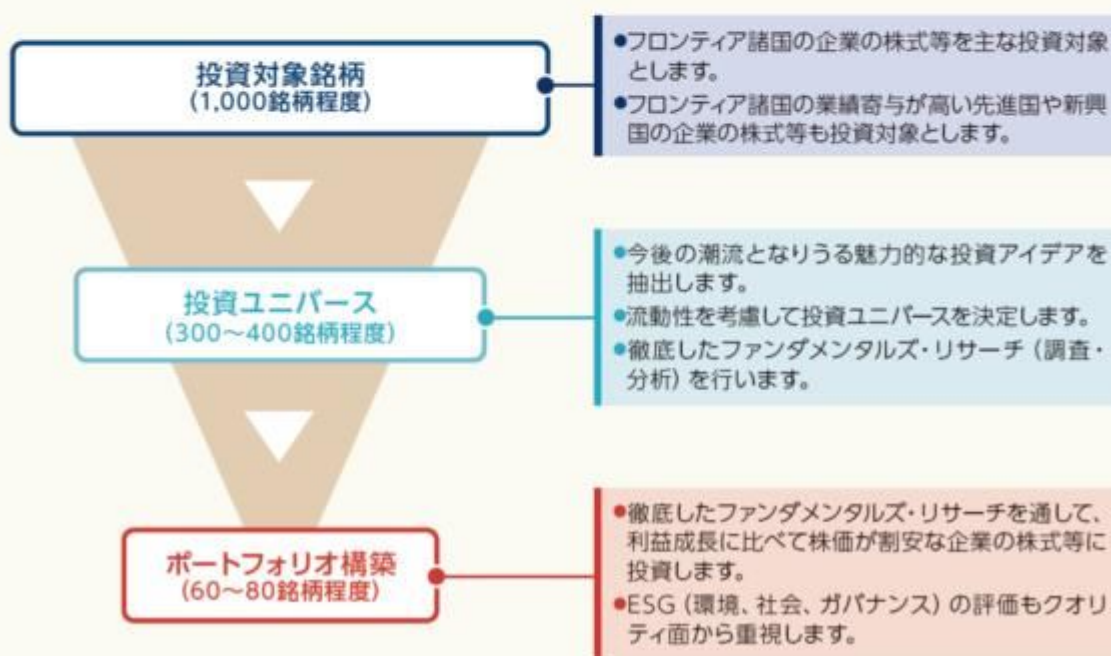 投資対象銘柄
(1,000銘柄程度)
●フロンティア諸国の企業の株式等を主な投資対象
とします。
●フロンティア諸国の業績寄与が高い先進国や新興
国の企業の株式等も投資対象とします。
投資ユニバース
(300～400銘柄程度)
●今後の潮流となりうる魅力的な投資アイデアを
抽出します。
●流動性を考慮して投資ユニバースを決定します。
●徹底したファンダメンタルズ・リサーチ（調査・
分析）を行います。
ポートフォリオ構築
(60～80銘柄程度)
●徹底したファンダメンタルズ・リサーチを通して、
利益成長に比べて株価が割安な企業の株式等に
投資します。
●ESG（環境、社会、ガバナンス）の評価もクオリ
ティ面から重視します。